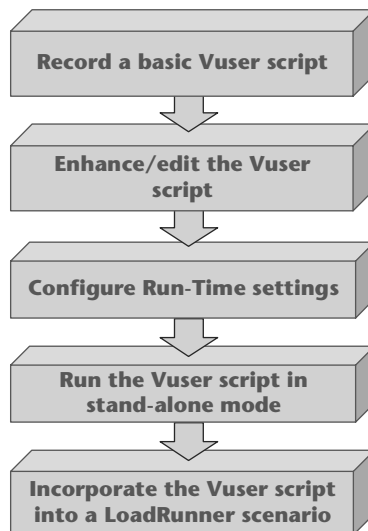 Record a basic Vuser script
Enhance/edit the Vuser
script
Configure Run-Time settings
Run the Vuser script in
stand-alone mode
Incorporate the Vuser script
into a LoadRunner scenario